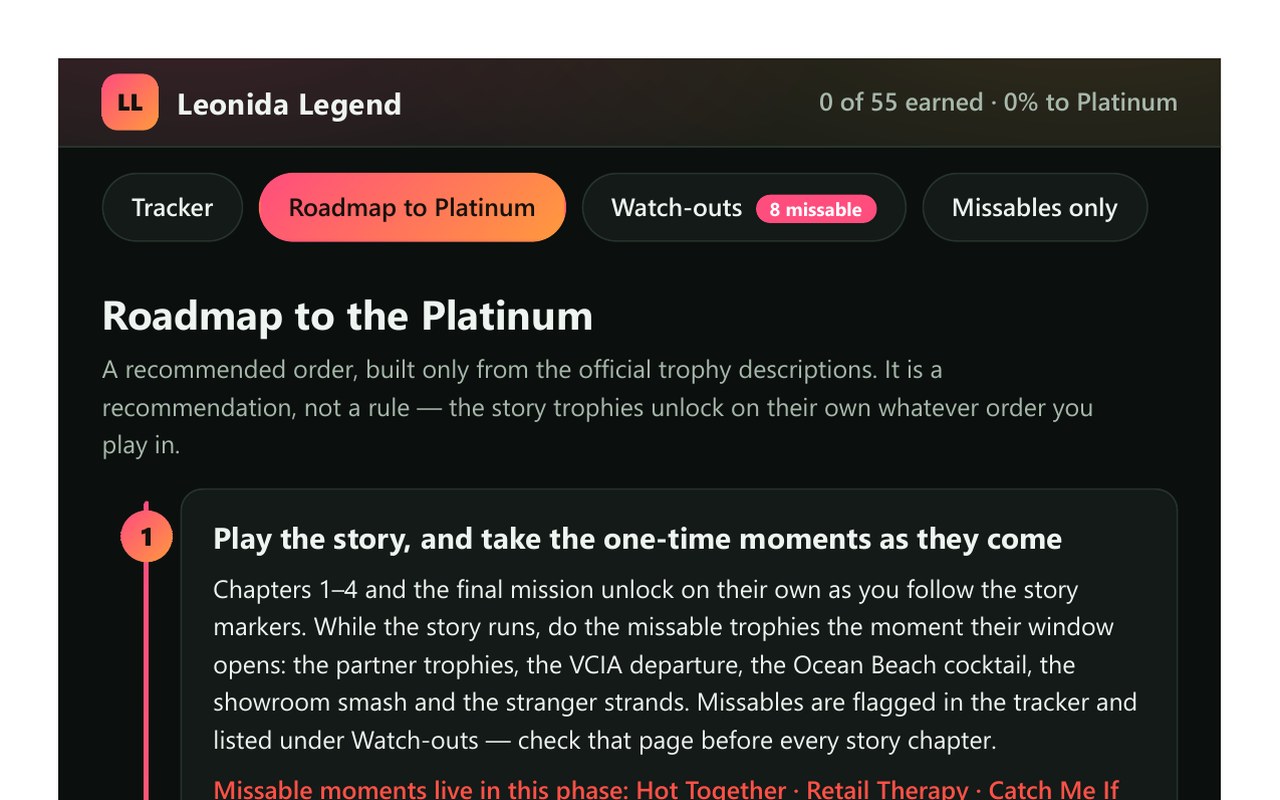 LL
Leonida Legend
0 of 55 earned · 0% to Platinum
Tracker
Roadmap to Platinum
Watch-outs
8 missable
Missables only
Roadmap to the Platinum
A recommended order, built only from the official trophy descriptions. It is a
recommendation, not a rule — the story trophies unlock on their own whatever order you
play in.
1
Play the story, and take the one-time moments as they come
Chapters 1–4 and the final mission unlock on their own as you follow the story
markers. While the story runs, do the missable trophies the moment their window
opens: the partner trophies, the VCIA departure, the Ocean Beach cocktail, the
showroom smash and the stranger strands. Missables are flagged in the tracker and
listed under Watch-outs — check that page before every story chapter.
Missable moments live in this phase: Hot Together · Retail Therapy · Catch Me If